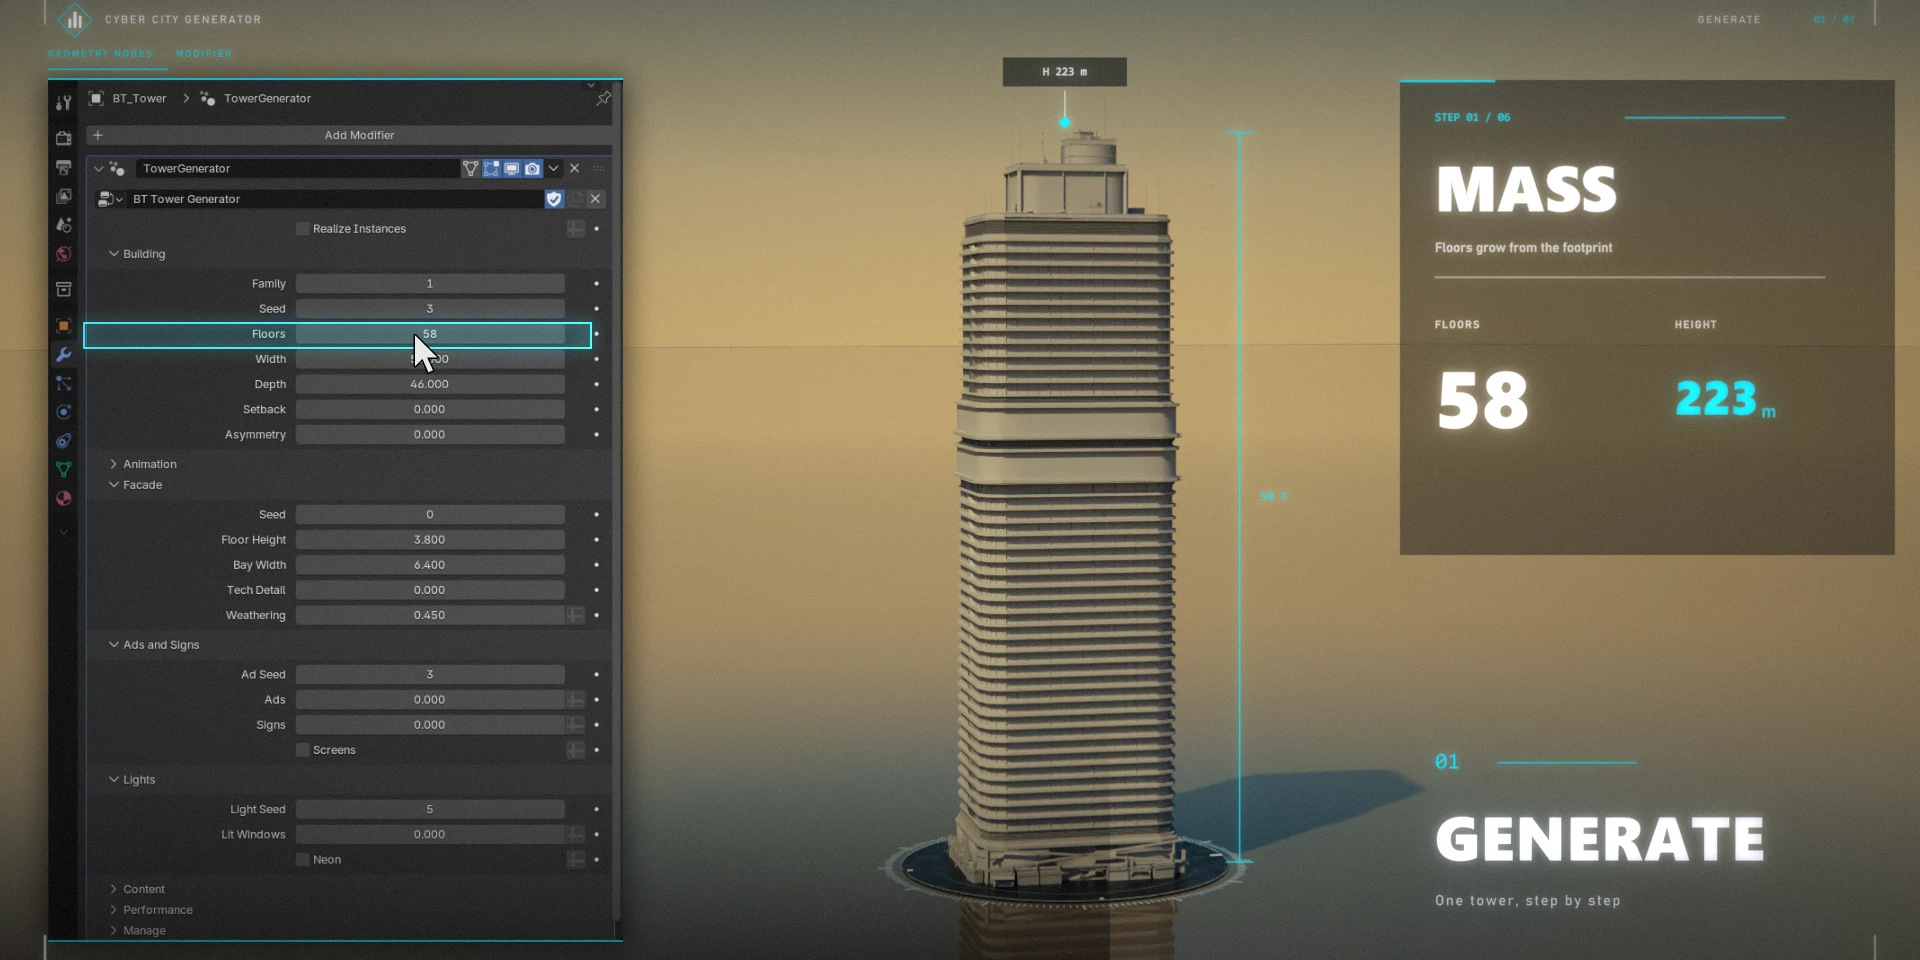 CYBER CITY GENERATOR
GENERATE
01 / 07
GEOMETRY NODES
MODIFIER
BT_Tower
TowerGenerator
Add Modifier
TowerGenerator
BT Tower Generator
Realize Instances
Building
Family 1
Seed 3
Floors 58
Width
Depth 46.000
Setback 0.000
Asymmetry 0.000
Animation
Facade
Seed 0
Floor Height 3.800
Bay Width 6.400
Tech Detail 0.000
Weathering 0.450
Ads and Signs
Ad Seed 3
Ads 0.000
Signs 0.000
Screens
Lights
Light Seed 5
Lit Windows 0.000
Neon
Content
Performance
Manage
H 223 m
58 F
STEP 01 / 06
MASS
Floors grow from the footprint
FLOORS
HEIGHT
58
223 m
01
GENERATE
One tower, step by step